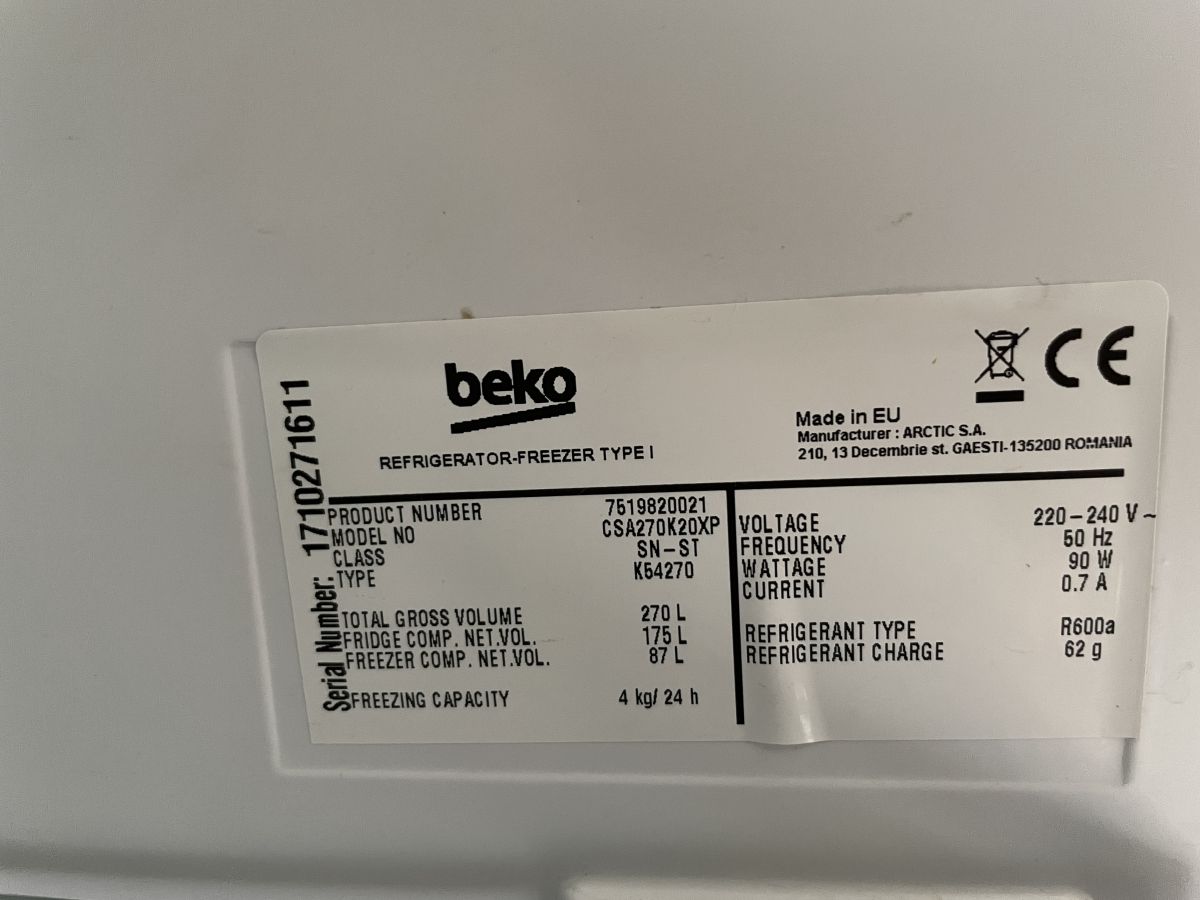 Serial Number: 1710271611
beko
REFRIGERATOR-FREEZER TYPE I
CE
Made in EU
Manufacturer : ARCTIC S.A.
210, 13 Decembrie st. GAESTI-135200 ROMANIA
PRODUCT NUMBER 7519820021
MODEL NO CSA270K20XP
CLASS SN-ST
TYPE K54270
TOTAL GROSS VOLUME 270 L
FRIDGE COMP. NET.VOL. 175 L
FREEZER COMP. NET.VOL. 87 L
FREEZING CAPACITY 4 kg/ 24 h
VOLTAGE 220-240 V ~
FREQUENCY 50 Hz
WATTAGE 90 W
CURRENT 0.7 A
REFRIGERANT TYPE R600a
REFRIGERANT CHARGE 62 g